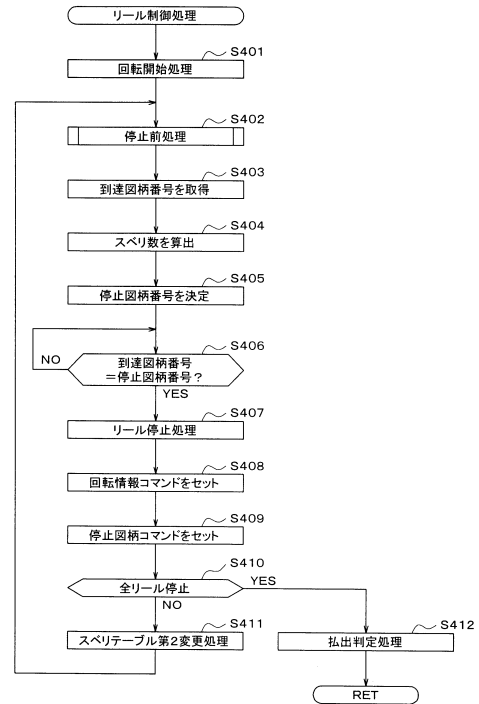 リール制御処理
S401
回転開始処理
S402
停止前処理
S403
到達図柄番号を取得
S404
スベリ数を算出
S405
停止図柄番号を決定
S406
NO
到達図柄番号
＝停止図柄番号？
YES
S407
リール停止処理
S408
回転情報コマンドをセット
S409
停止図柄コマンドをセット
S410
全リール停止
YES
NO
S411
スベリテーブル第2変更処理
S412
払出判定処理
RET